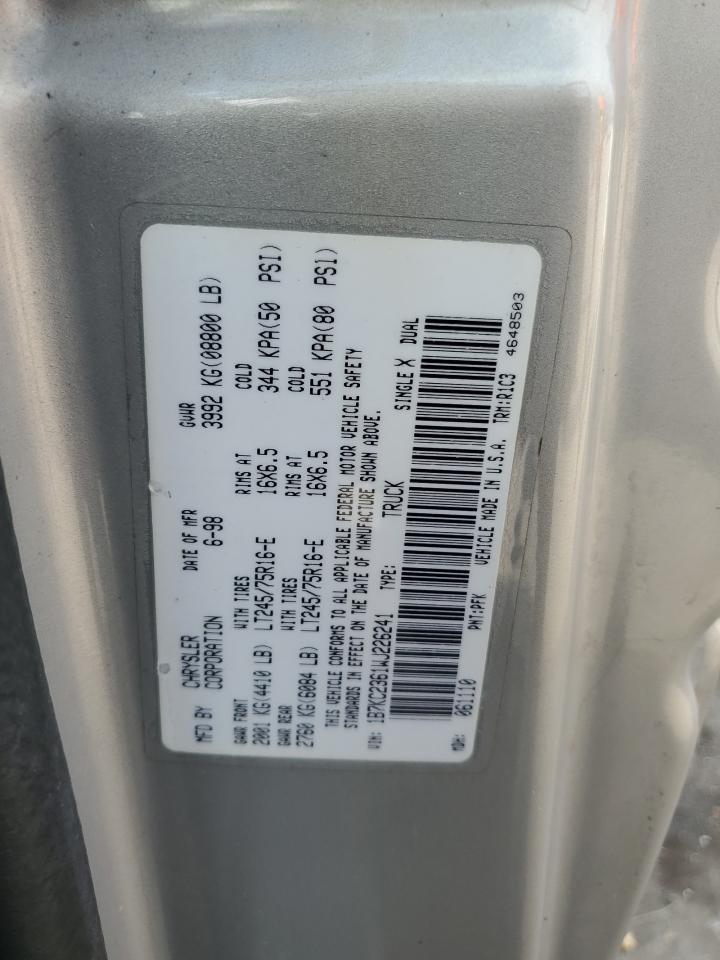 MFD BY CHRYSLER CORPORATION DATE OF MFR 6-98 GVWR 3992 KG(08800 LB)
GAWR FRONT WITH TIRES RIMS AT COLD
2001 KG(4410 LB) LT245/75R16-E 16X6.5 344 KPA(50 PSI)
GAWR REAR WITH TIRES RIMS AT COLD
2760 KG(6084 LB) LT245/75R16-E 16X6.5 551 KPA(80 PSI)
THIS VEHICLE CONFORMS TO ALL APPLICABLE FEDERAL MOTOR VEHICLE SAFETY
STANDARDS IN EFFECT ON THE DATE OF MANUFACTURE SHOWN ABOVE.
VIN: 1B7KC2361WJ226241 TYPE: TRUCK SINGLE X DUAL
MDH: 061110 PNT:PFK VEHICLE MADE IN U.S.A. TRM:R1C3 4648503